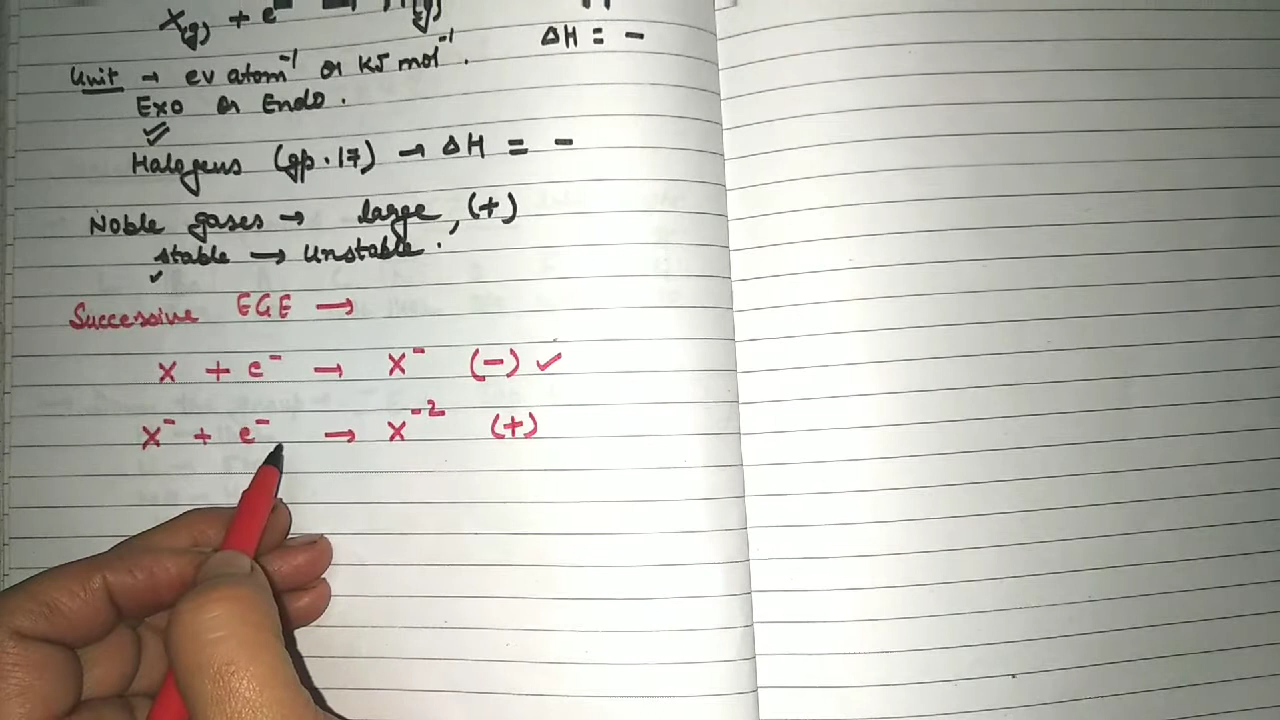 X(g) + e⁻
ΔH = -
Unit → ev atom⁻¹ or KJ mol⁻¹.
Exo or Endo.
Halogens (gp.17) → ΔH = -
Noble gases → large, (+)
stable → unstable.
Successive EGE →
X + e⁻ → X⁻ (-) ✓
X⁻ + e⁻ → X⁻² (+)